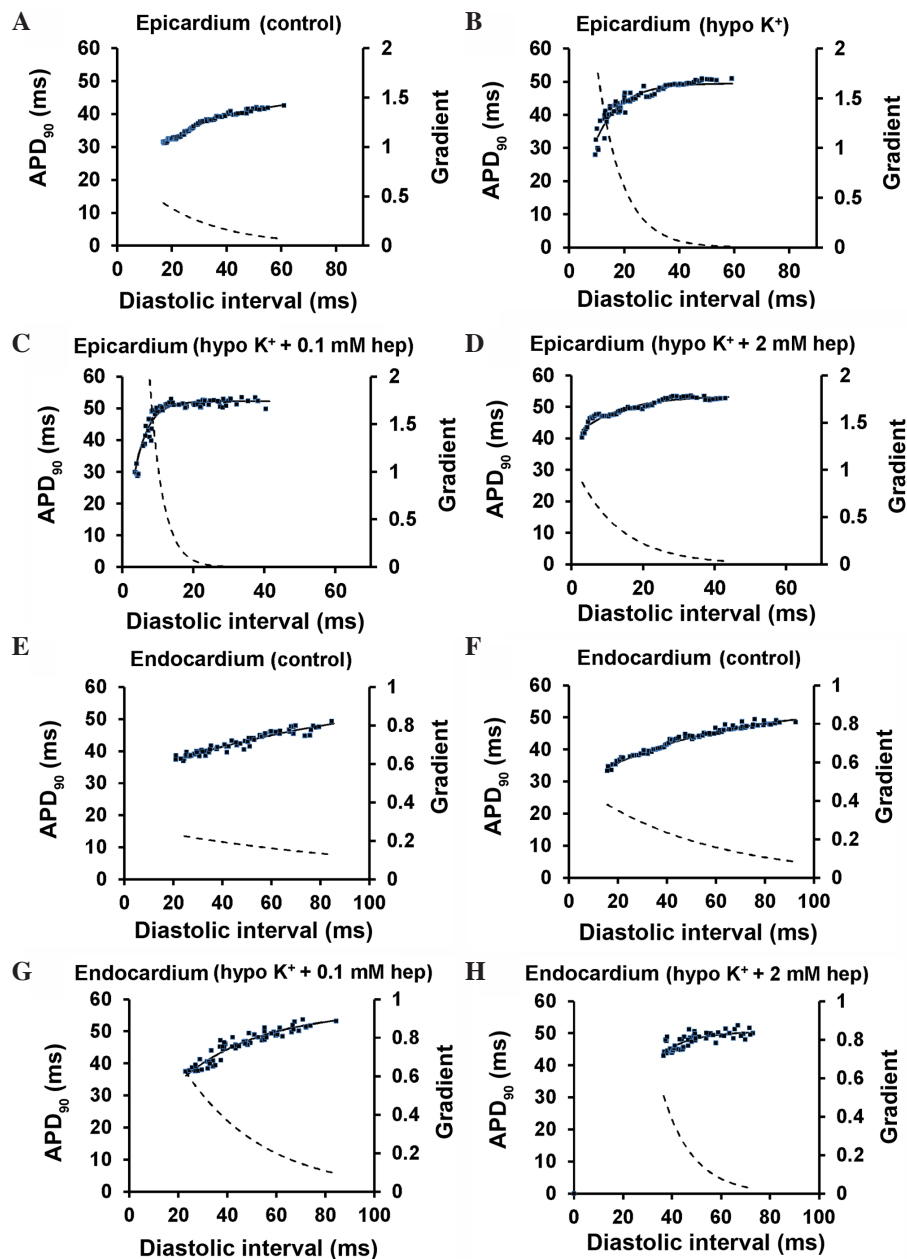 A
Epicardium (control)
60
50
40
30
20
10
0
2
1.5
1
0.5
0
0 20 40 60 80
APD90 (ms)
Gradient
Diastolic interval (ms)
B
Epicardium (hypo K+)
60
50
40
30
20
10
0
2
1.5
1
0.5
0
0 20 40 60 80
APD90 (ms)
Gradient
Diastolic interval (ms)
C
Epicardium (hypo K+ + 0.1 mM hep)
60
50
40
30
20
10
0
2
1.5
1
0.5
0
0 20 40 60
APD90 (ms)
Gradient
Diastolic interval (ms)
D
Epicardium (hypo K+ + 2 mM hep)
60
50
40
30
20
10
0
2
1.5
1
0.5
0
0 20 40 60
APD90 (ms)
Gradient
Diastolic interval (ms)
E
Endocardium (control)
60
50
40
30
20
10
0
1
0.8
0.6
0.4
0.2
0
0 20 40 60 80 100
APD90 (ms)
Gradient
Diastolic interval (ms)
F
Endocardium (control)
60
50
40
30
20
10
0
1
0.8
0.6
0.4
0.2
0
0 20 40 60 80 100
APD90 (ms)
Gradient
Diastolic interval (ms)
G
Endocardium (hypo K+ + 0.1 mM hep)
60
50
40
30
20
10
0
1
0.8
0.6
0.4
0.2
0
0 20 40 60 80 100
APD90 (ms)
Gradient
Diastolic interval (ms)
H
Endocardium (hypo K+ + 2 mM hep)
60
50
40
30
20
10
0
1
0.8
0.6
0.4
0.2
0
0 20 40 60 80 100
APD90 (ms)
Gradient
Diastolic interval (ms)